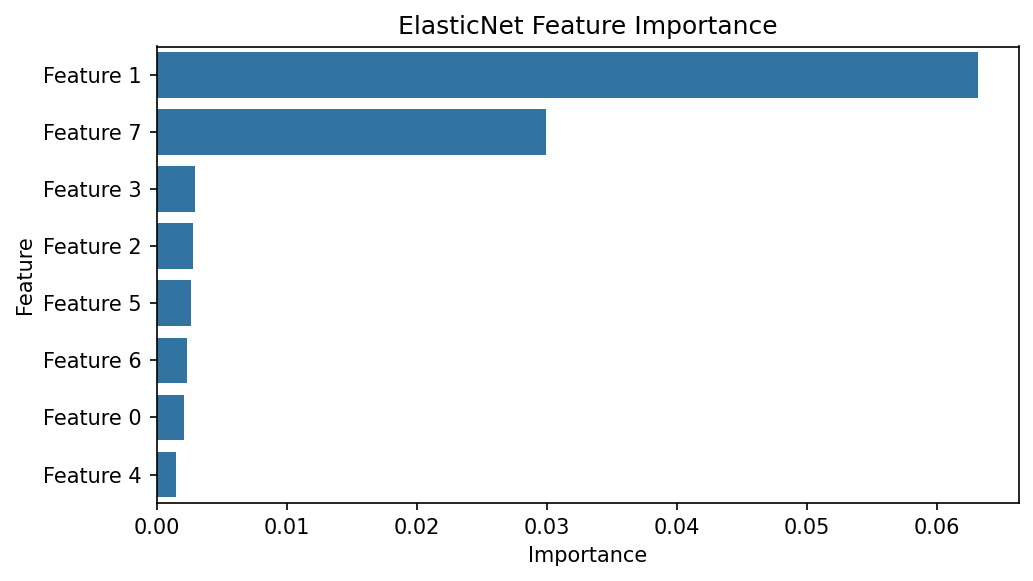 ElasticNet Feature Importance
Feature
Feature 1
Feature 7
Feature 3
Feature 2
Feature 5
Feature 6
Feature 0
Feature 4
0.00 0.01 0.02 0.03 0.04 0.05 0.06
Importance